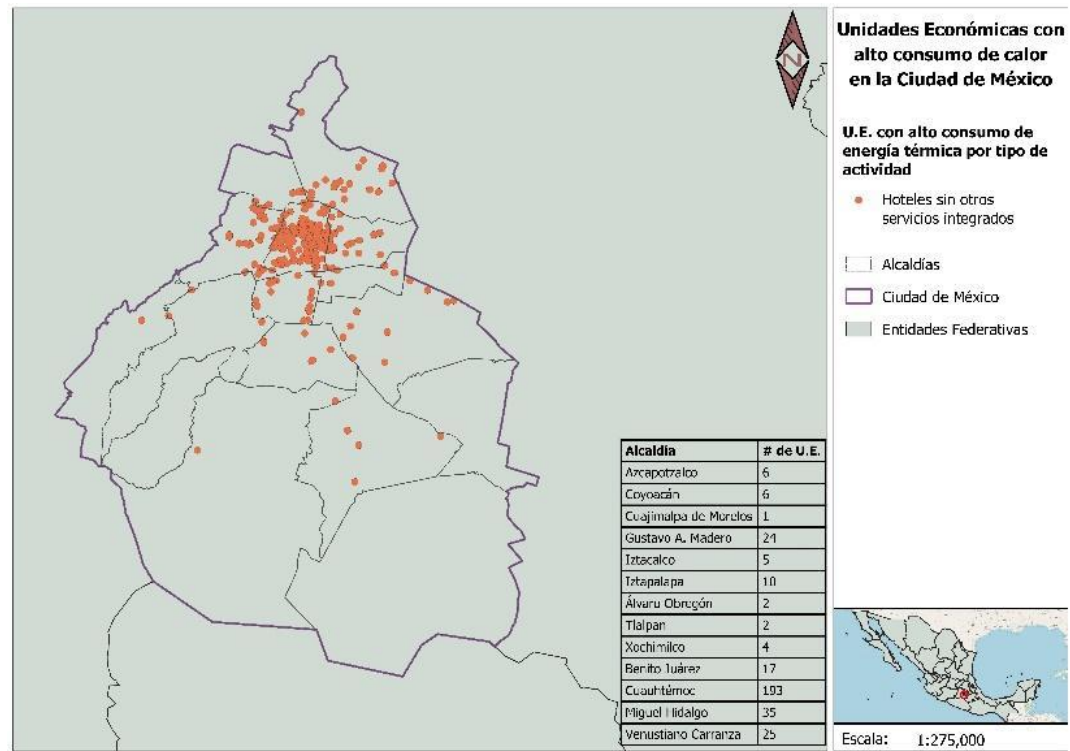 Unidades Económicas con
alto consumo de calor
en la Ciudad de México
U.E. con alto consumo de
energía térmica por tipo de
actividad
Hoteles sin otros
servicios integrados
Alcaldías
Ciudad de México
Entidades Federativas
N
Alcaldía # de U.E.
Azcapotzalco 6
Coyoacán 6
Cuajimalpa de Morelos 1
Gustavo A. Madero 24
Iztacalco 5
Iztapalapa 10
Álvaro Obregón 2
Tlalpan 2
Xochimilco 4
Benito Juárez 17
Cuauhtémoc 193
Miguel Hidalgo 35
Venustiano Carranza 25
Escala: 1:275,000